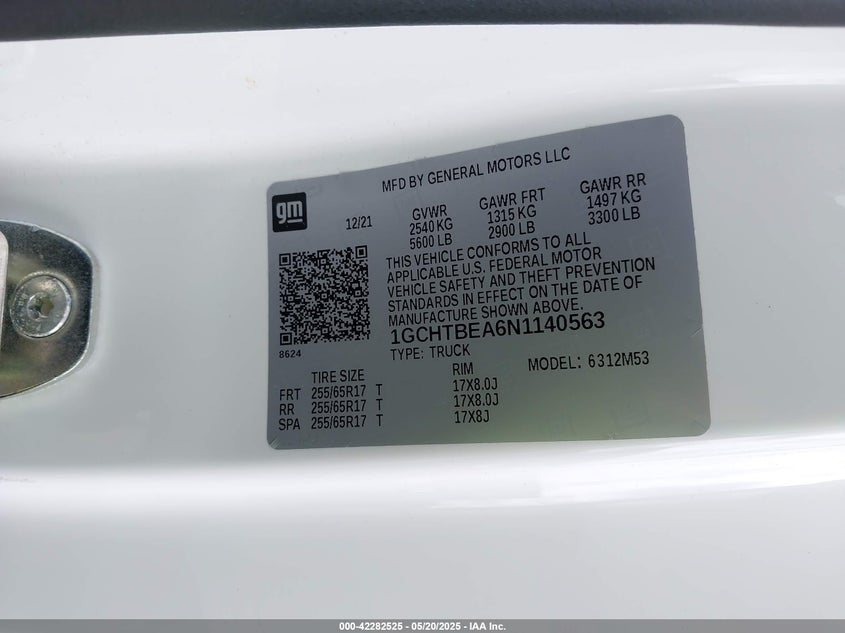 MFD BY GENERAL MOTORS LLC
gm
12/21
GVWR GAWR FRT GAWR RR
2540 KG 1315 KG 1497 KG
5600 LB 2900 LB 3300 LB
THIS VEHICLE CONFORMS TO ALL
APPLICABLE U.S. FEDERAL MOTOR
VEHICLE SAFETY AND THEFT PREVENTION
STANDARDS IN EFFECT ON THE DATE OF
MANUFACTURE SHOWN ABOVE.
1GCHTBEA6N1140563
8624
TYPE: TRUCK MODEL: 6312M53
TIRE SIZE RIM
FRT 255/65R17 T 17X8.0J
RR 255/65R17 T 17X8.0J
SPA 255/65R17 T 17X8J
000-42282525 - 05/20/2025 - IAA Inc.